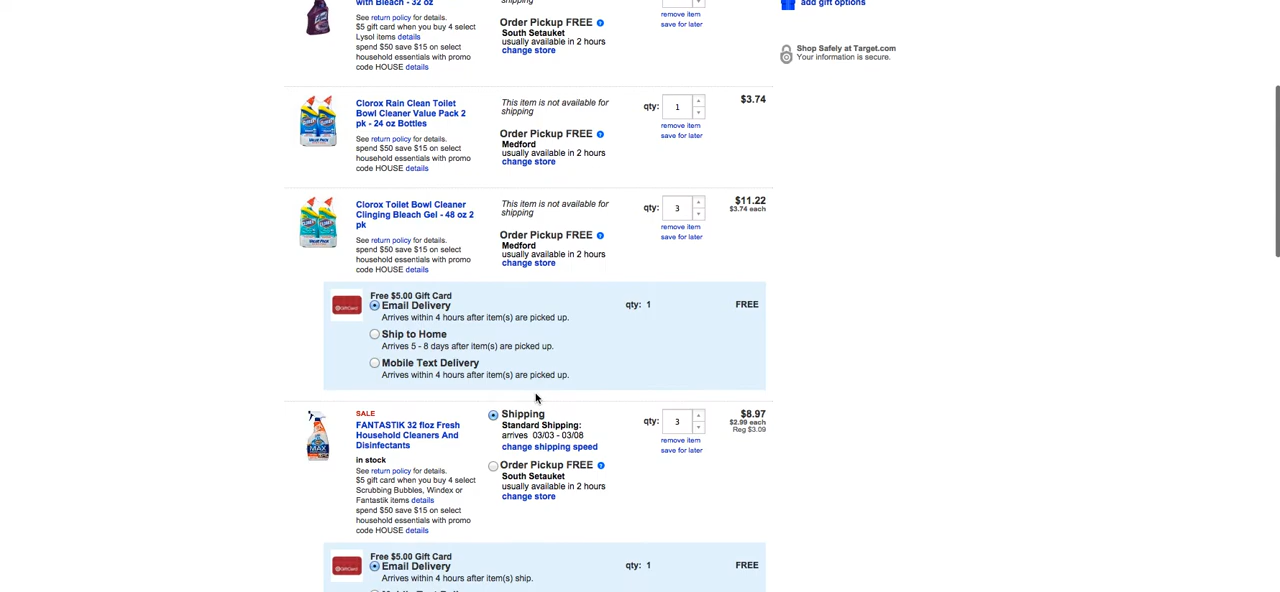 with Bleach - 32 oz
See return policy for details.
$5 gift card when you buy 4 select
Lysol items details
spend $50 save $15 on select
household essentials with promo
code HOUSE details
shipping
Order Pickup FREE ?
South Setauket
usually available in 2 hours
change store
remove item
save for later
add gift options
Shop Safely at Target.com
Your information is secure.
Clorox Rain Clean Toilet
Bowl Cleaner Value Pack 2
pk - 24 oz Bottles
See return policy for details.
spend $50 save $15 on select
household essentials with promo
code HOUSE details
This item is not available for
shipping
Order Pickup FREE ?
Medford
usually available in 2 hours
change store
qty: 1
remove item
save for later
$3.74
Clorox Toilet Bowl Cleaner
Clinging Bleach Gel - 48 oz 2
pk
See return policy for details.
spend $50 save $15 on select
household essentials with promo
code HOUSE details
This item is not available for
shipping
Order Pickup FREE ?
Medford
usually available in 2 hours
change store
qty: 3
remove item
save for later
$11.22
$3.74 each
Free $5.00 Gift Card
Email Delivery
Arrives within 4 hours after item(s) are picked up.
Ship to Home
Arrives 5 - 8 days after item(s) are picked up.
Mobile Text Delivery
Arrives within 4 hours after item(s) are picked up.
qty: 1
FREE
SALE
FANTASTIK 32 floz Fresh
Household Cleaners And
Disinfectants
in stock
See return policy for details.
$5 gift card when you buy 4 select
Scrubbing Bubbles, Windex or
Fantastik items details
spend $50 save $15 on select
household essentials with promo
code HOUSE details
Shipping
Standard Shipping:
arrives 03/03 - 03/08
change shipping speed
Order Pickup FREE ?
South Setauket
usually available in 2 hours
change store
qty: 3
remove item
save for later
$8.97
$2.99 each
Reg $3.09
Free $5.00 Gift Card
Email Delivery
Arrives within 4 hours after item(s) ship.
qty: 1
FREE